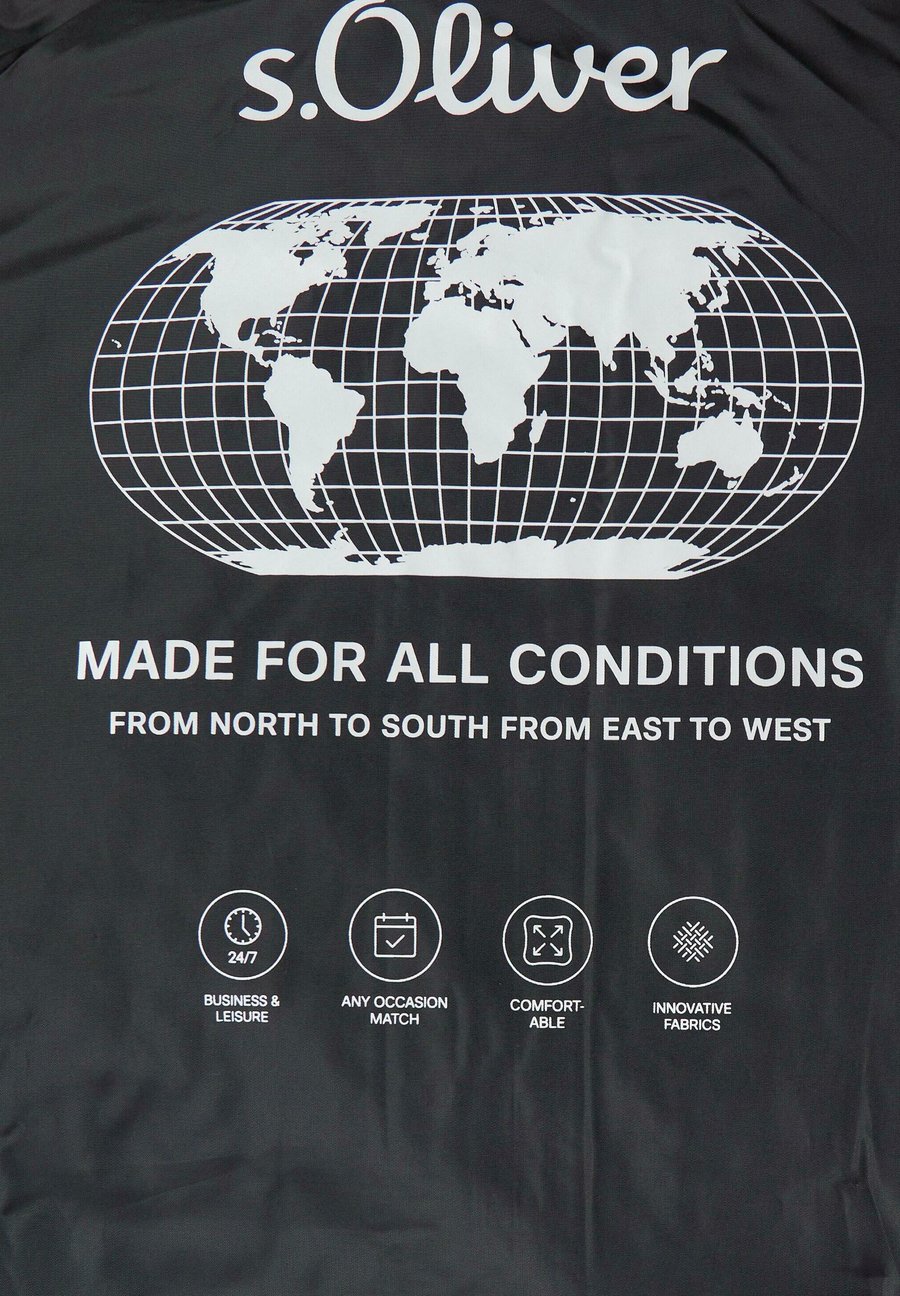 s.Oliver
MADE FOR ALL CONDITIONS
FROM NORTH TO SOUTH FROM EAST TO WEST
24/7
BUSINESS &
LEISURE
ANY OCCASION
MATCH
COMFORT-
ABLE
INNOVATIVE
FABRICS